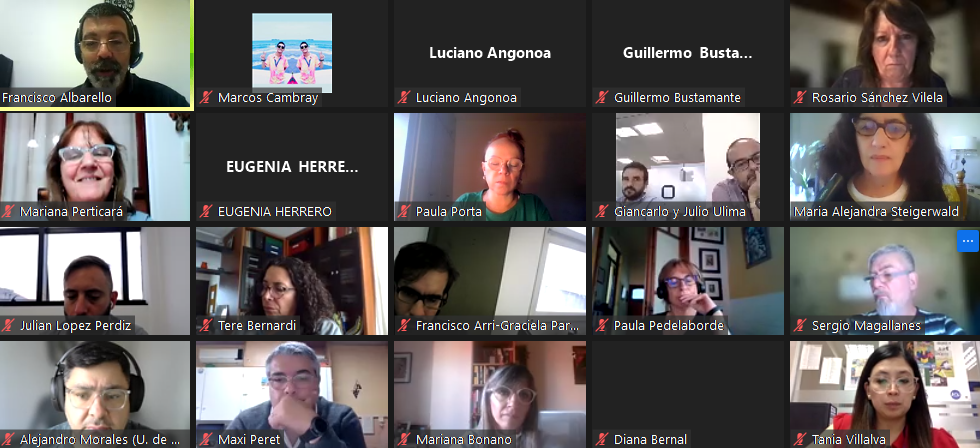 Luciano Angonoa
Guillermo Busta...
Francisco Albarello
Marcos Cambray
Luciano Angonoa
Guillermo Bustamante
Rosario Sánchez Vilela
EUGENIA HERRE...
Mariana Perticará
EUGENIA HERRERO
Paula Porta
Giancarlo y Julio Ulima
Maria Alejandra Steigerwald
Julian Lopez Perdiz
Tere Bernardi
Francisco Arri-Graciela Par...
Paula Pedelaborde
Sergio Magallanes
Alejandro Morales (U. de ...
Maxi Peret
Mariana Bonano
Diana Bernal
Tania Villalva